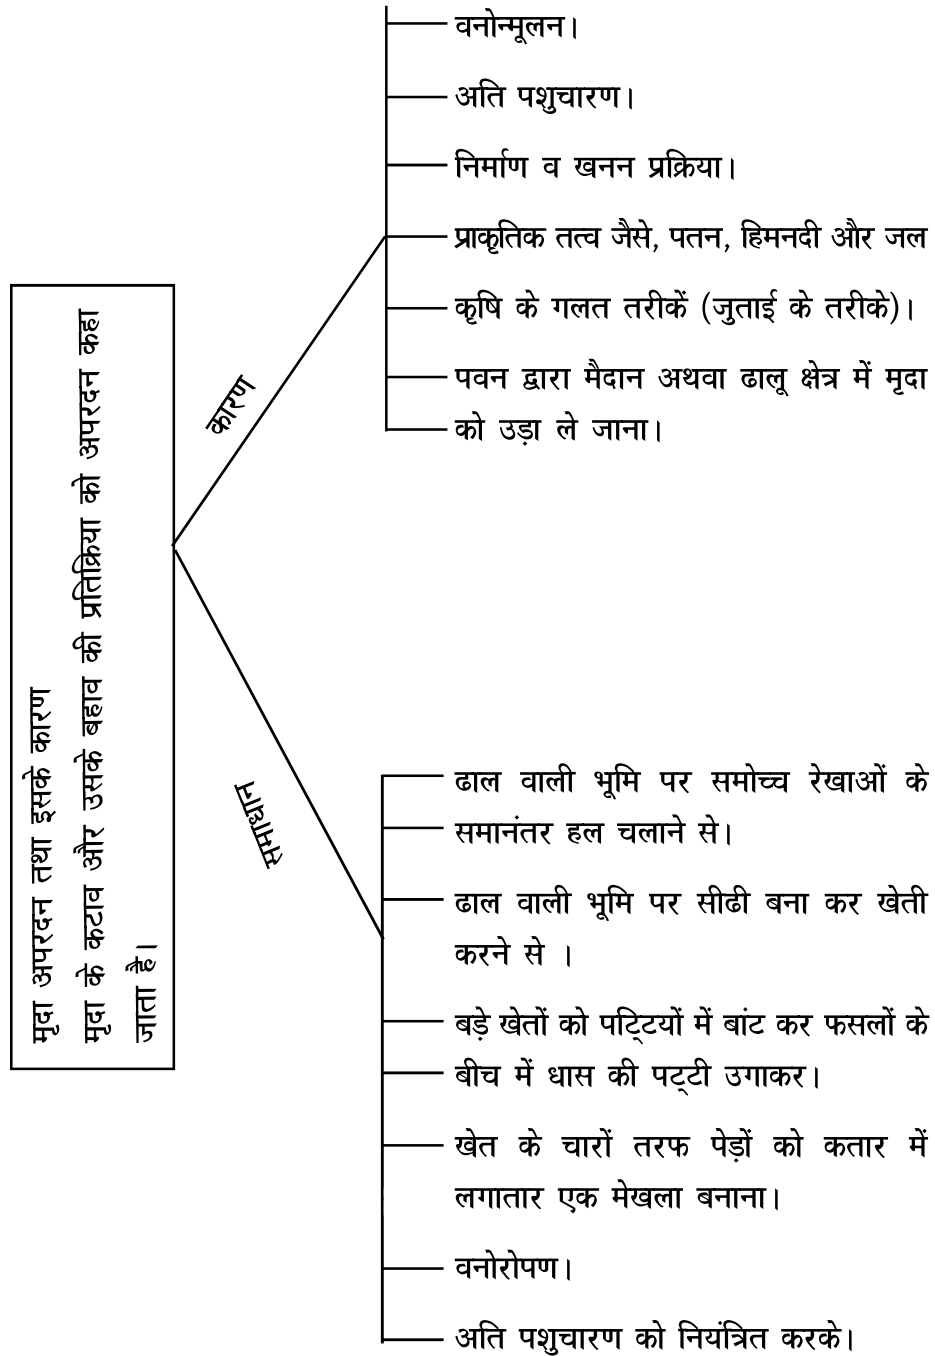 मृदा अपरदन तथा इसके कारण
मृदा के कटाव और उसके बहाव की प्रतिक्रिया को अपरदन कहा
जाता है।
कारण
वनोन्मूलन।
अति पशुचारण।
निर्माण व खनन प्रक्रिया।
प्राकृतिक तत्व जैसे, पतन, हिमनदी और जल
कृषि के गलत तरीकें (जुताई के तरीके)।
पवन द्वारा मैदान अथवा ढालू क्षेत्र में मृदा
को उड़ा ले जाना।
समाधान
ढाल वाली भूमि पर समोच्च रेखाओं के
समानंतर हल चलाने से।
ढाल वाली भूमि पर सीढी बना कर खेती
करने से ।
बड़े खेतों को पट्टियों में बांट कर फसलों के
बीच में धास की पट्टी उगाकर।
खेत के चारों तरफ पेड़ों को कतार में
लगातार एक मेखला बनाना।
वनोरोपण।
अति पशुचारण को नियंत्रित करके।